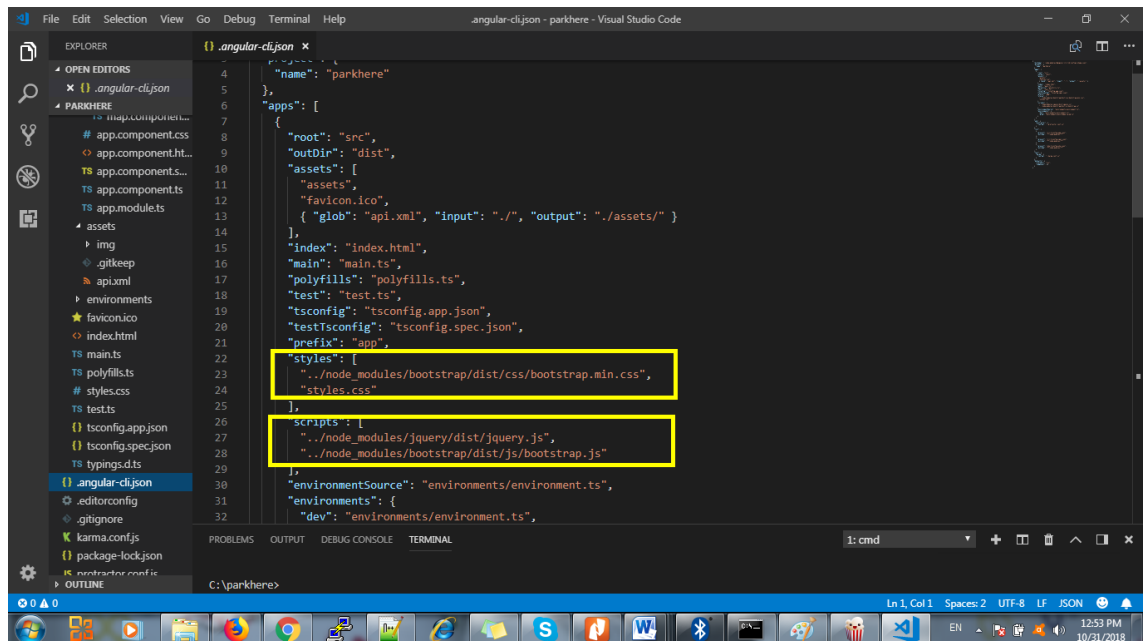 File Edit Selection View Go Debug Terminal Help
.angular-cli.json - parkhere - Visual Studio Code
EXPLORER
OPEN EDITORS
{} .angular-cli.json
PARKHERE
TS map.componen...
# app.component.css
<> app.component.ht...
TS app.component.s...
TS app.component.ts
TS app.module.ts
assets
img
.gitkeep
api.xml
environments
favicon.ico
<> index.html
TS main.ts
TS polyfills.ts
# styles.css
TS test.ts
{} tsconfig.app.json
{} tsconfig.spec.json
TS typings.d.ts
{} .angular-cli.json
.editorconfig
.gitignore
K karma.conf.js
{} package-lock.json
JS protractor.conf.js
OUTLINE
{} .angular-cli.json ×
3 "project": {
4 "name": "parkhere"
5 },
6 "apps": [
7 {
8 "root": "src",
9 "outDir": "dist",
10 "assets": [
11 "assets",
12 "favicon.ico",
13 { "glob": "api.xml", "input": "./", "output": "./assets/" }
14 ],
15 "index": "index.html",
16 "main": "main.ts",
17 "polyfills": "polyfills.ts",
18 "test": "test.ts",
19 "tsconfig": "tsconfig.app.json",
20 "testTsconfig": "tsconfig.spec.json",
21 "prefix": "app",
22 "styles": [
23 "../node_modules/bootstrap/dist/css/bootstrap.min.css",
24 "styles.css"
25 ],
26 "scripts": [
27 "../node_modules/jquery/dist/jquery.js",
28 "../node_modules/bootstrap/dist/js/bootstrap.js"
29 ],
30 "environmentSource": "environments/environment.ts",
31 "environments": {
32 "dev": "environments/environment.ts",
PROBLEMS OUTPUT DEBUG CONSOLE TERMINAL
1: cmd
C:\parkhere>
0 0
Ln 1, Col 1 Spaces: 2 UTF-8 LF JSON
EN
12:53 PM
10/31/2018